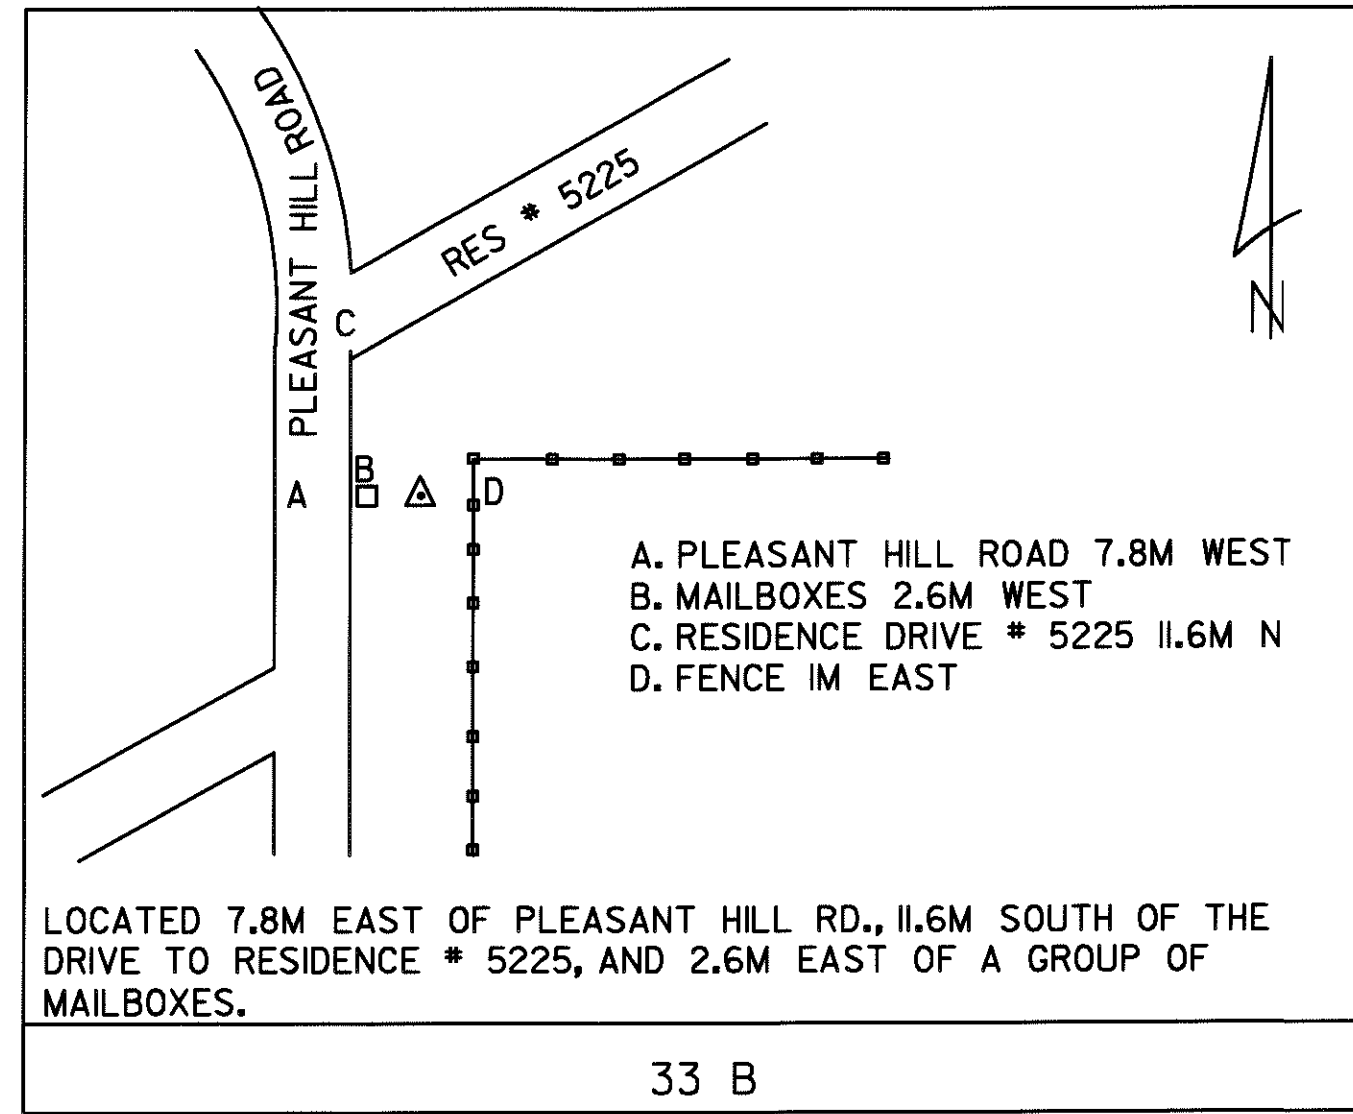 PLEASANT HILL ROAD
RES # 5225
N
C
B
A
D
A. PLEASANT HILL ROAD 7.8M WEST
B. MAILBOXES 2.6M WEST
C. RESIDENCE DRIVE # 5225 11.6M N
D. FENCE 1M EAST
LOCATED 7.8M EAST OF PLEASANT HILL RD., 11.6M SOUTH OF THE
DRIVE TO RESIDENCE # 5225, AND 2.6M EAST OF A GROUP OF
MAILBOXES.
33 B